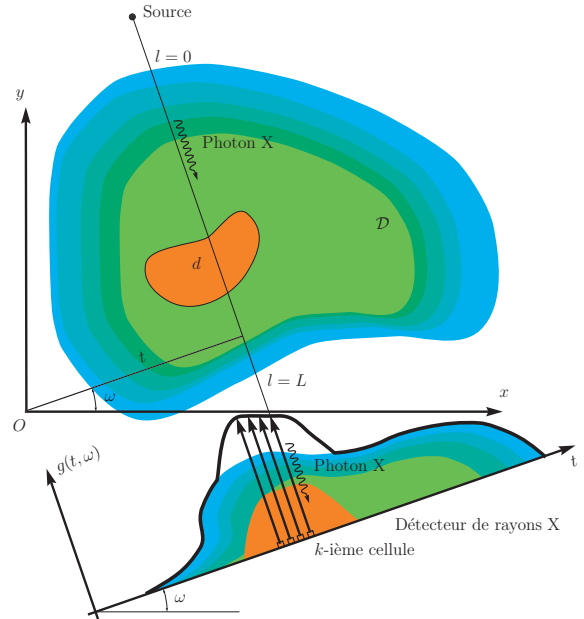 Source
l = 0
y
Photon X
𝒟
d
t
l = L
ω
x
O
g(t, ω)
Photon X
t
Détecteur de rayons X
k-ième cellule
ω